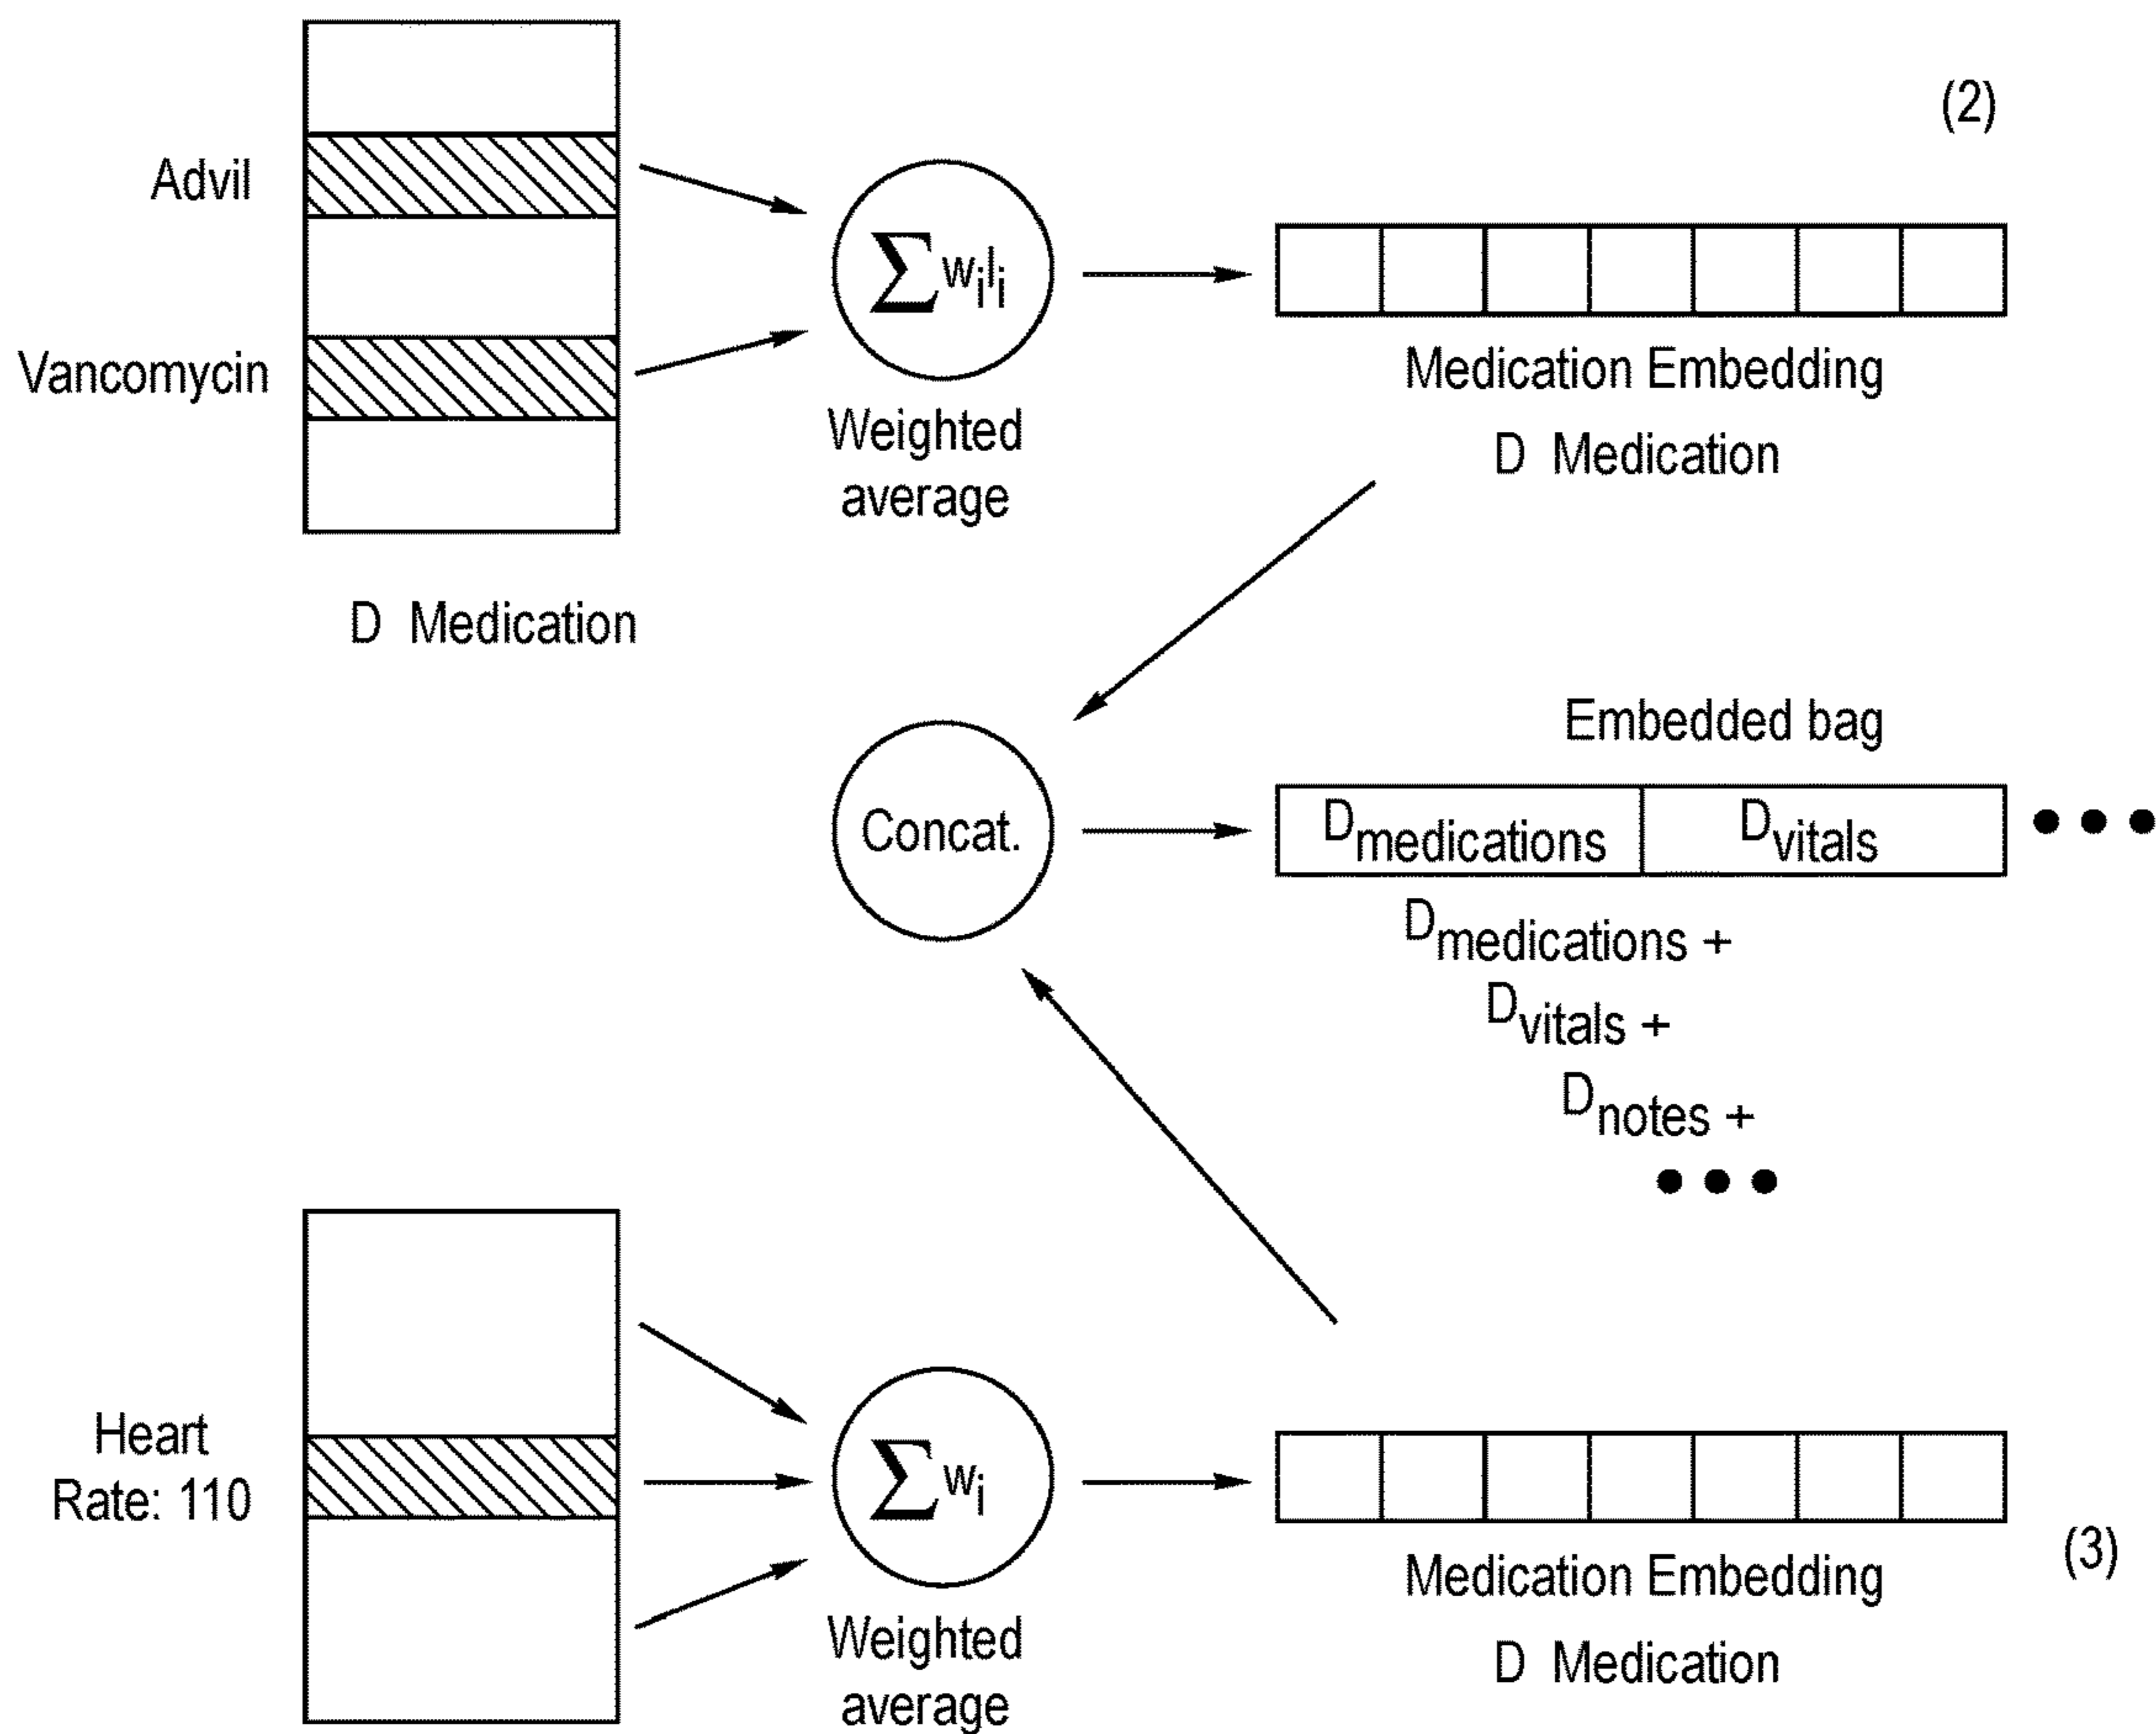 (2)
Advil
∑wᵢlᵢ
Vancomycin
Medication Embedding
Weighted
average
D Medication
D Medication
Embedded bag
Concat.
Dmedications
Dvitals
•••
Dmedications +
Dvitals +
Dnotes +
•••
Heart
Rate: 110
∑wᵢ
(3)
Medication Embedding
Weighted
average
D Medication